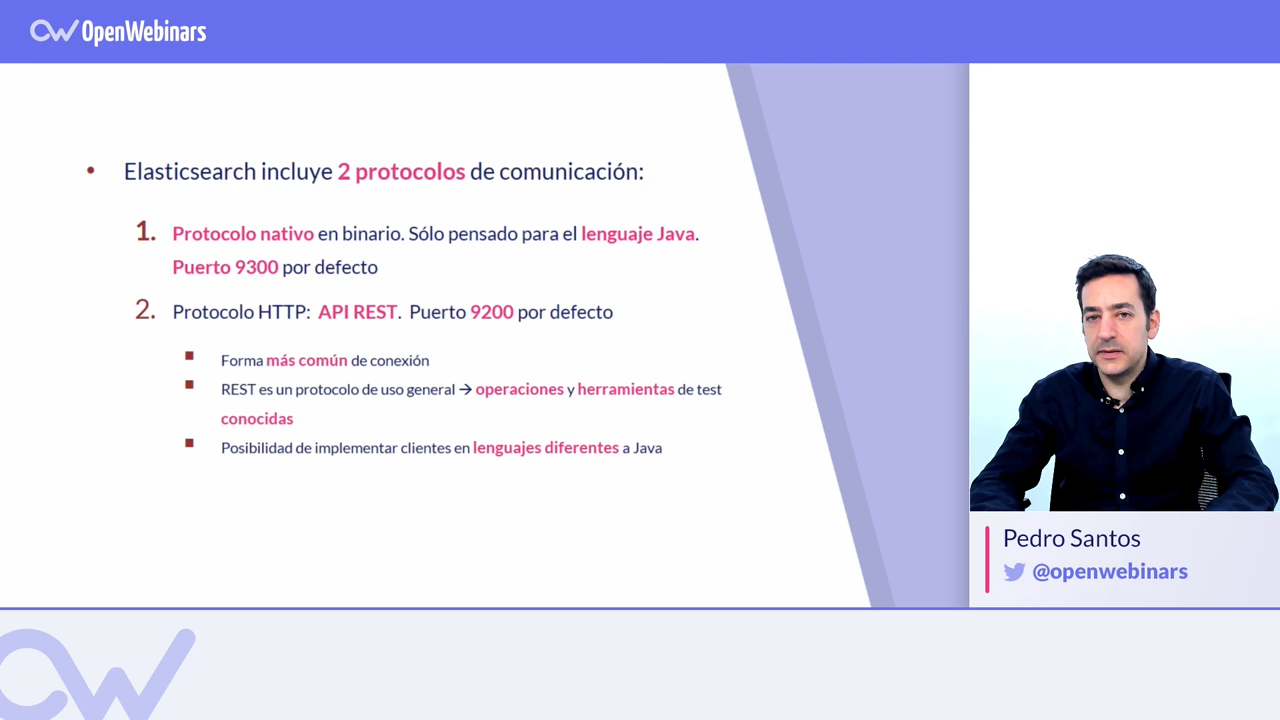 OpenWebinars
• Elasticsearch incluye 2 protocolos de comunicación:
1. Protocolo nativo en binario. Sólo pensado para el lenguaje Java.
Puerto 9300 por defecto
2. Protocolo HTTP: API REST. Puerto 9200 por defecto
▪ Forma más común de conexión
▪ REST es un protocolo de uso general → operaciones y herramientas de test
conocidas
▪ Posibilidad de implementar clientes en lenguajes diferentes a Java
Pedro Santos
@openwebinars